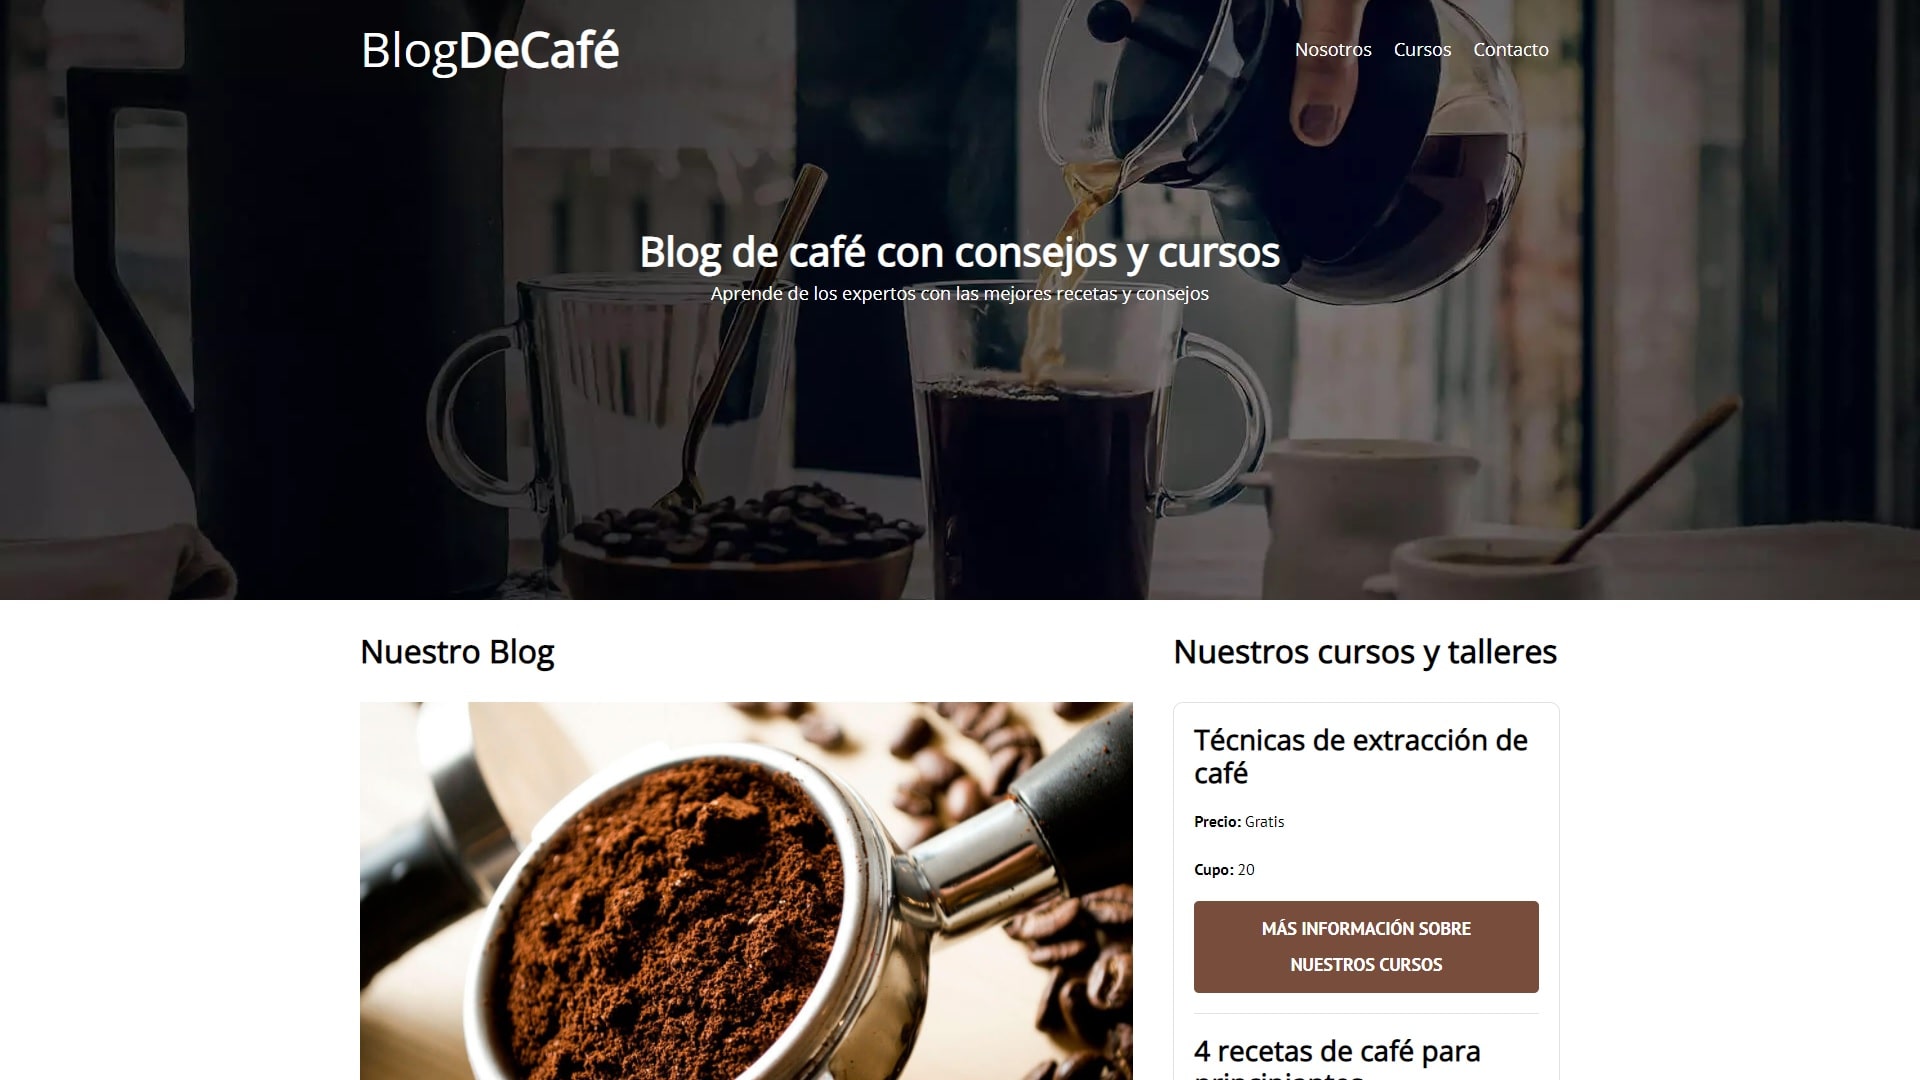 BlogDeCafé
Nosotros Cursos Contacto
Blog de café con consejos y cursos
Aprende de los expertos con las mejores recetas y consejos
Nuestro Blog
Nuestros cursos y talleres
Técnicas de extracción de
café
Precio: Gratis
Cupo: 20
MÁS INFORMACIÓN SOBRE
NUESTROS CURSOS
4 recetas de café para
principiantes